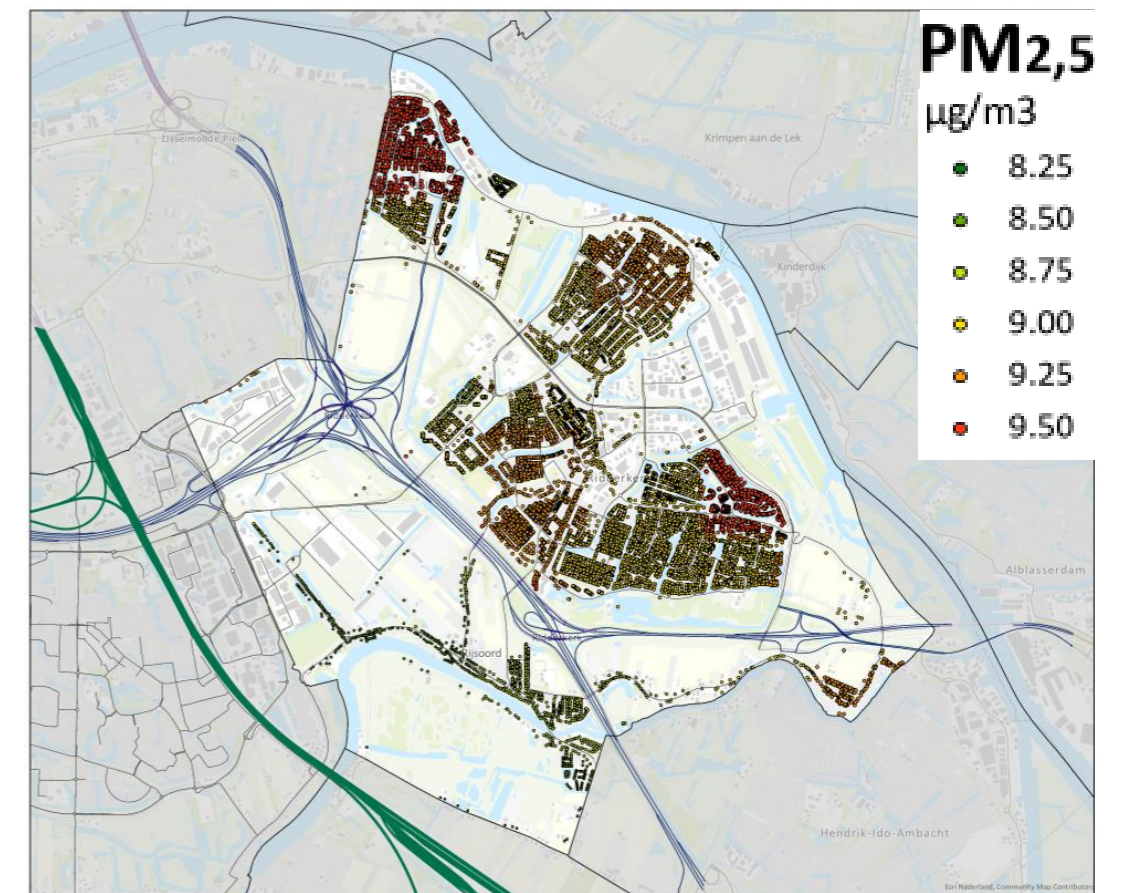 PM2,5
µg/m3
8.25
8.50
8.75
9.00
9.25
9.50
IJsselmonde Plein
Krimpen aan de Lek
Kinderdijk
Ridderkerk
Alblasserdam
Rijsoord
Hendrik-Ido-Ambacht
Esri Nederland, Community Map Contributors